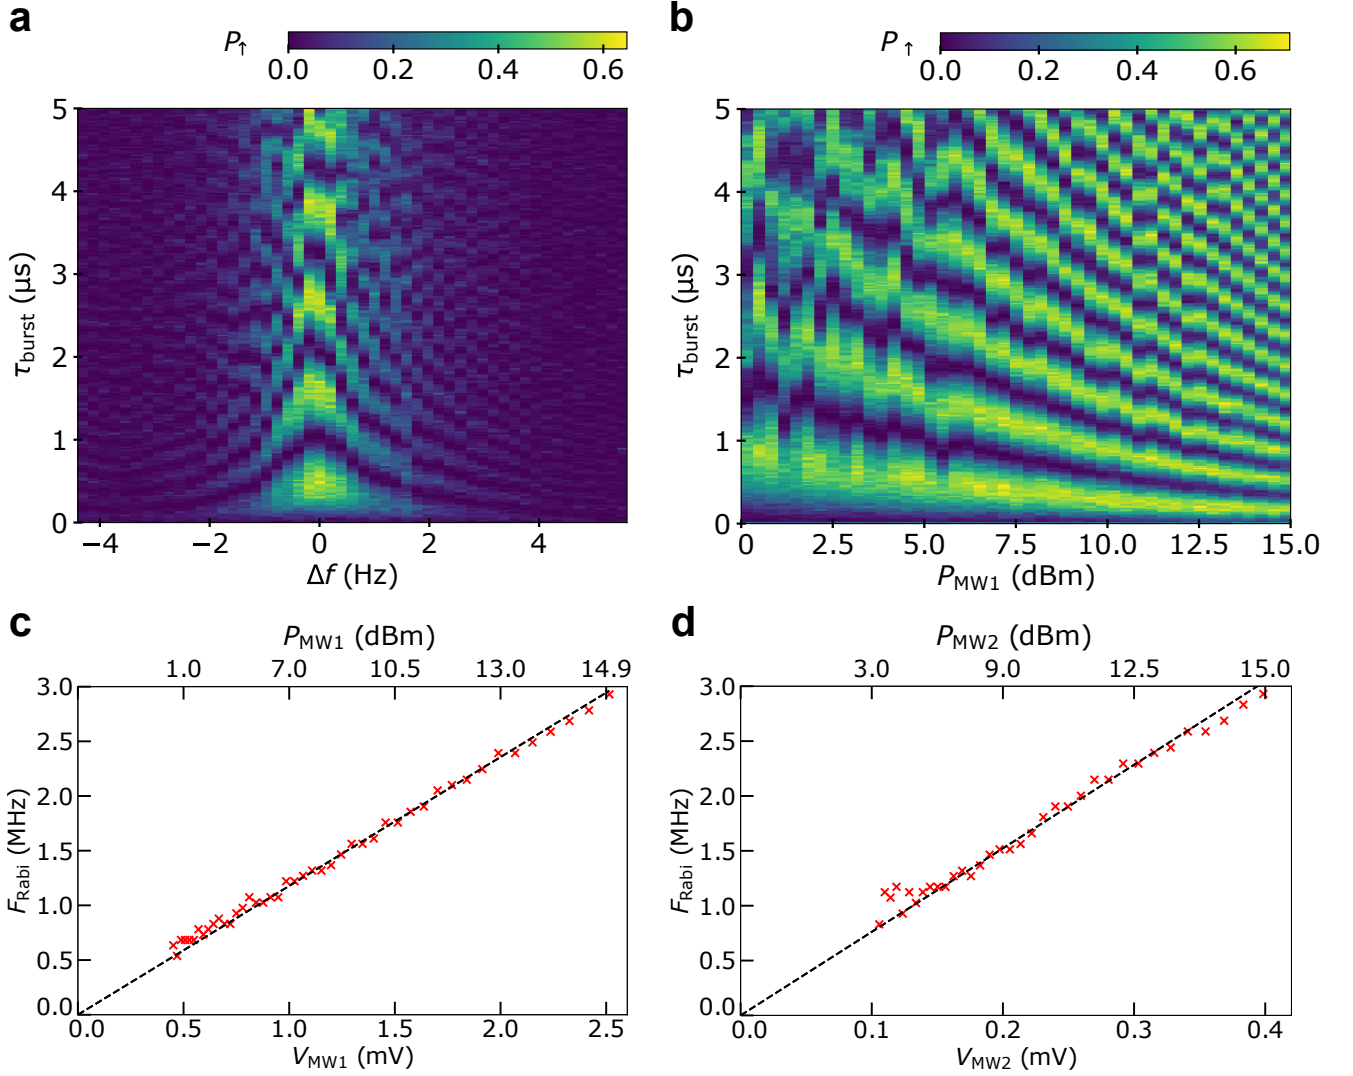 a
P↑
0.0 0.2 0.4 0.6
5
4
3
2
1
0
τburst (μs)
−4 −2 0 2 4
Δf (Hz)
b
P↑
0.0 0.2 0.4 0.6
5
4
3
2
1
0
τburst (μs)
0 2.5 5.0 7.5 10.0 12.5 15.0
PMW1 (dBm)
c
PMW1 (dBm)
1.0 7.0 10.5 13.0 14.9
3.0
2.5
2.0
1.5
1.0
0.5
0.0
FRabi (MHz)
0.0 0.5 1.0 1.5 2.0 2.5
VMW1 (mV)
d
PMW2 (dBm)
3.0 9.0 12.5 15.0
3.0
2.5
2.0
1.5
1.0
0.5
0.0
FRabi (MHz)
0.0 0.1 0.2 0.3 0.4
VMW2 (mV)